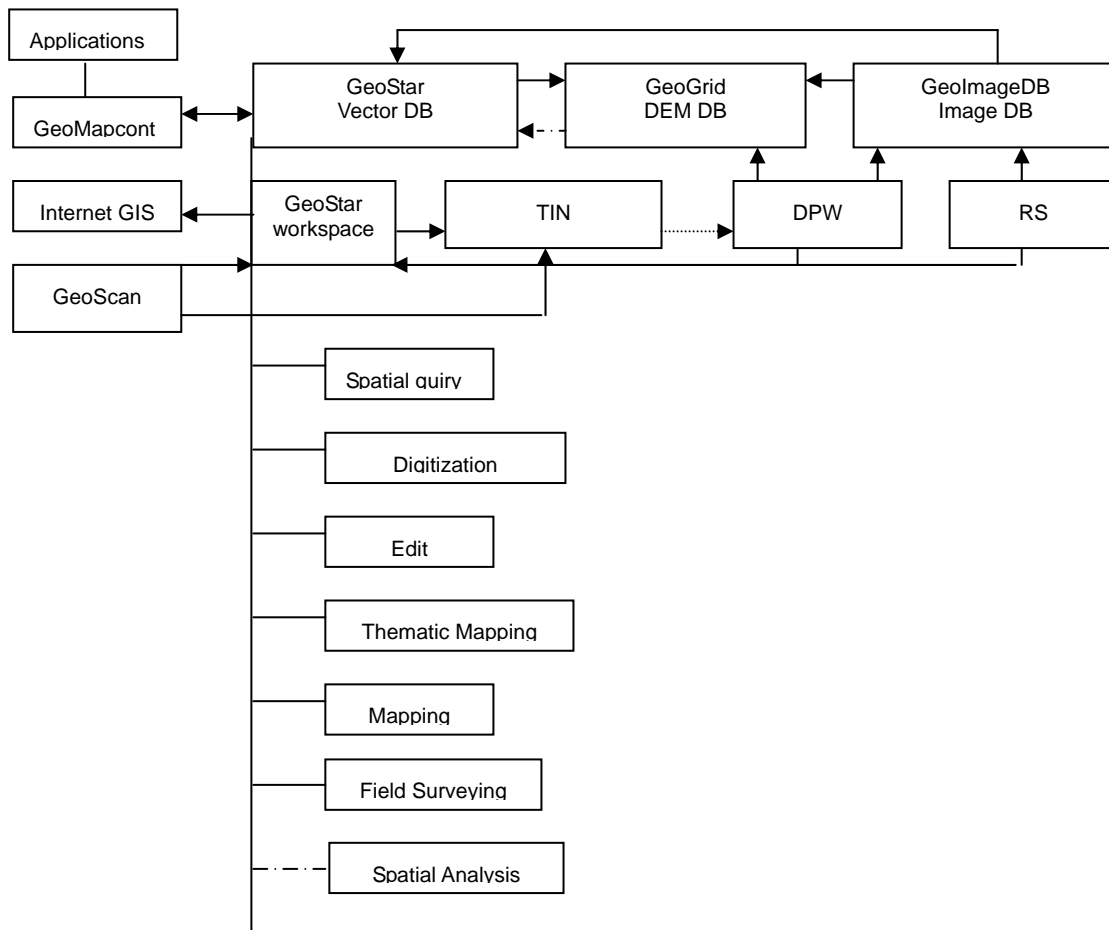 Applications
GeoStar
Vector DB
GeoGrid
DEM DB
GeoImageDB
Image DB
GeoMapcont
Internet GIS
GeoStar
workspace
TIN
DPW
RS
GeoScan
Spatial quiry
Digitization
Edit
Thematic Mapping
Mapping
Field Surveying
Spatial Analysis